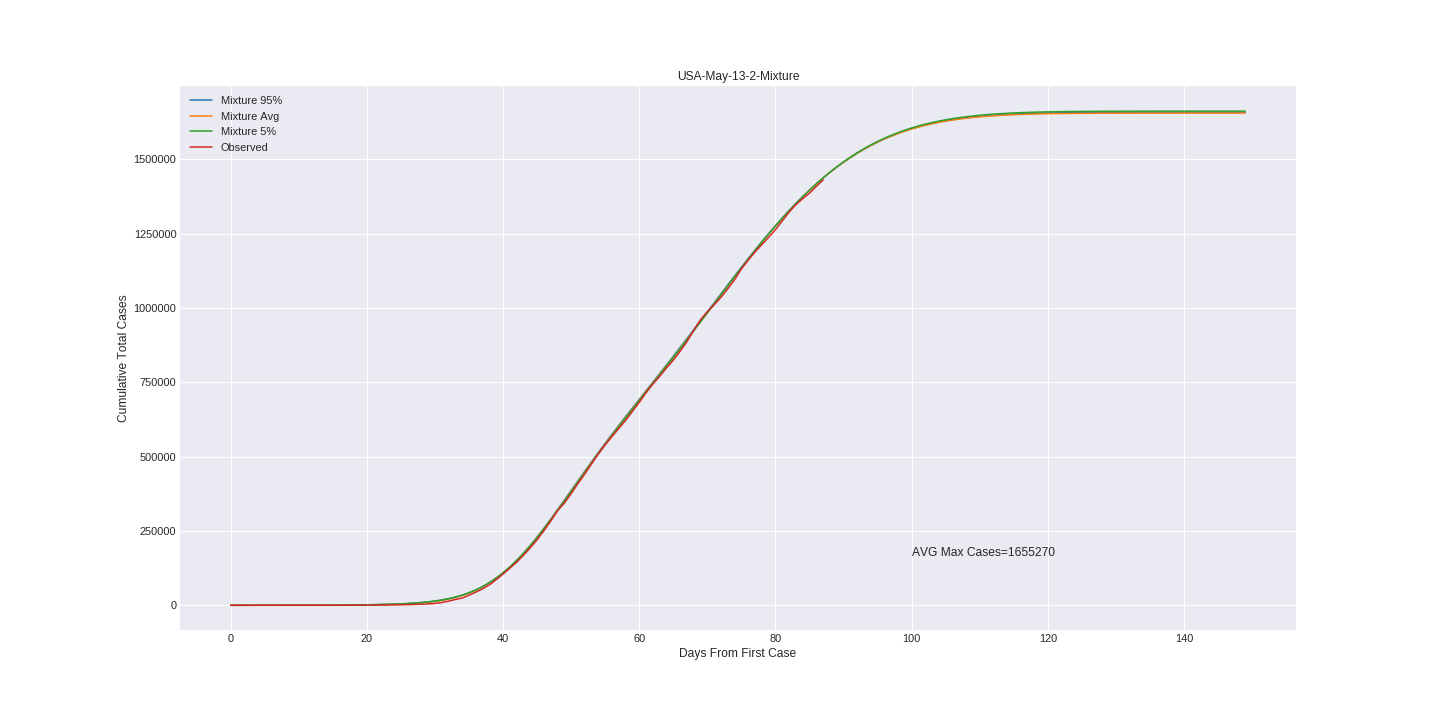 USA-May-13-2-Mixture
Mixture 95%
Mixture Avg
Mixture 5%
Observed
1500000
1250000
1000000
750000
500000
250000
0
Cumulative Total Cases
AVG Max Cases=1655270
0 20 40 60 80 100 120 140
Days From First Case